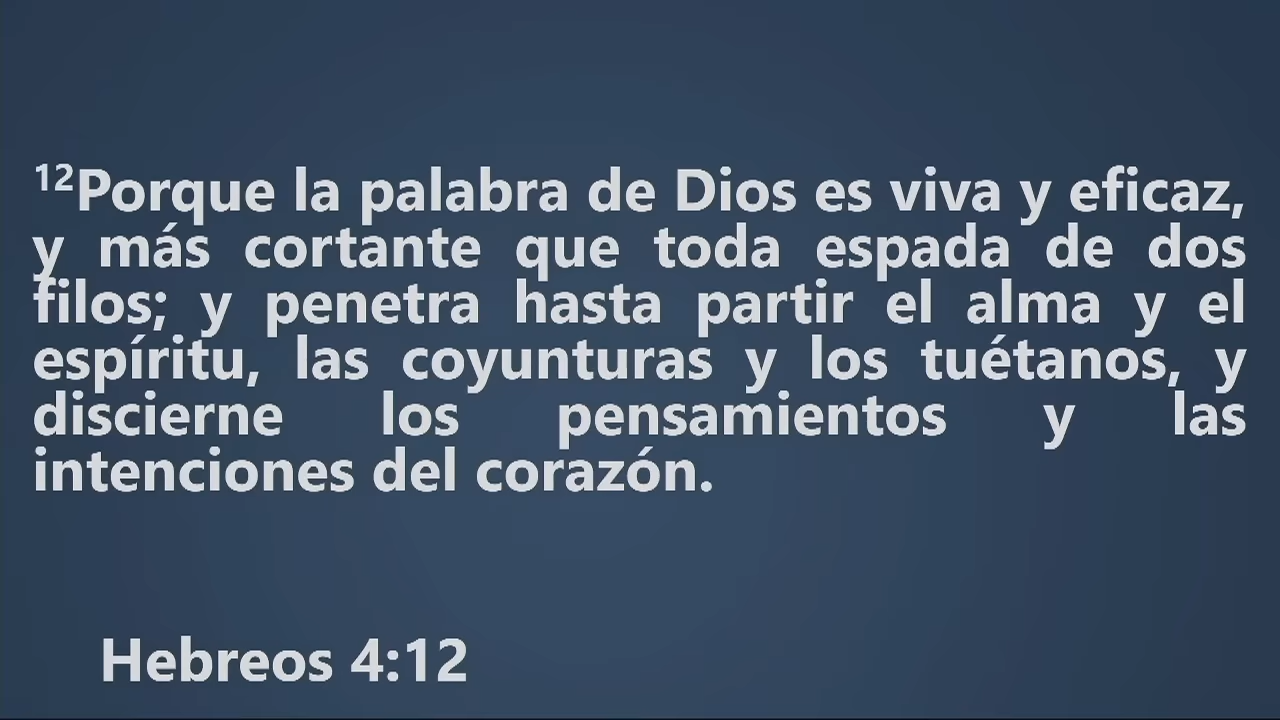 ¹²Porque la palabra de Dios es viva y eficaz,
y más cortante que toda espada de dos
filos; y penetra hasta partir el alma y el
espíritu, las coyunturas y los tuétanos, y
discierne los pensamientos y las
intenciones del corazón.
Hebreos 4:12